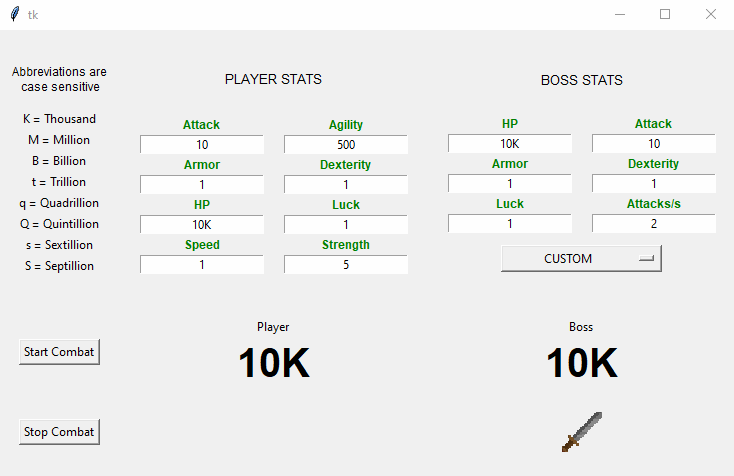 tk
Abbreviations are
case sensitive
K = Thousand
M = Million
B = Billion
t = Trillion
q = Quadrillion
Q = Quintillion
s = Sextillion
S = Septillion
PLAYER STATS
Attack Agility
10 500
Armor Dexterity
1 1
HP Luck
10K 1
Speed Strength
1 5
BOSS STATS
HP Attack
10K 10
Armor Dexterity
1 1
Luck Attacks/s
1 2
CUSTOM
Start Combat
Stop Combat
Player
10K
Boss
10K